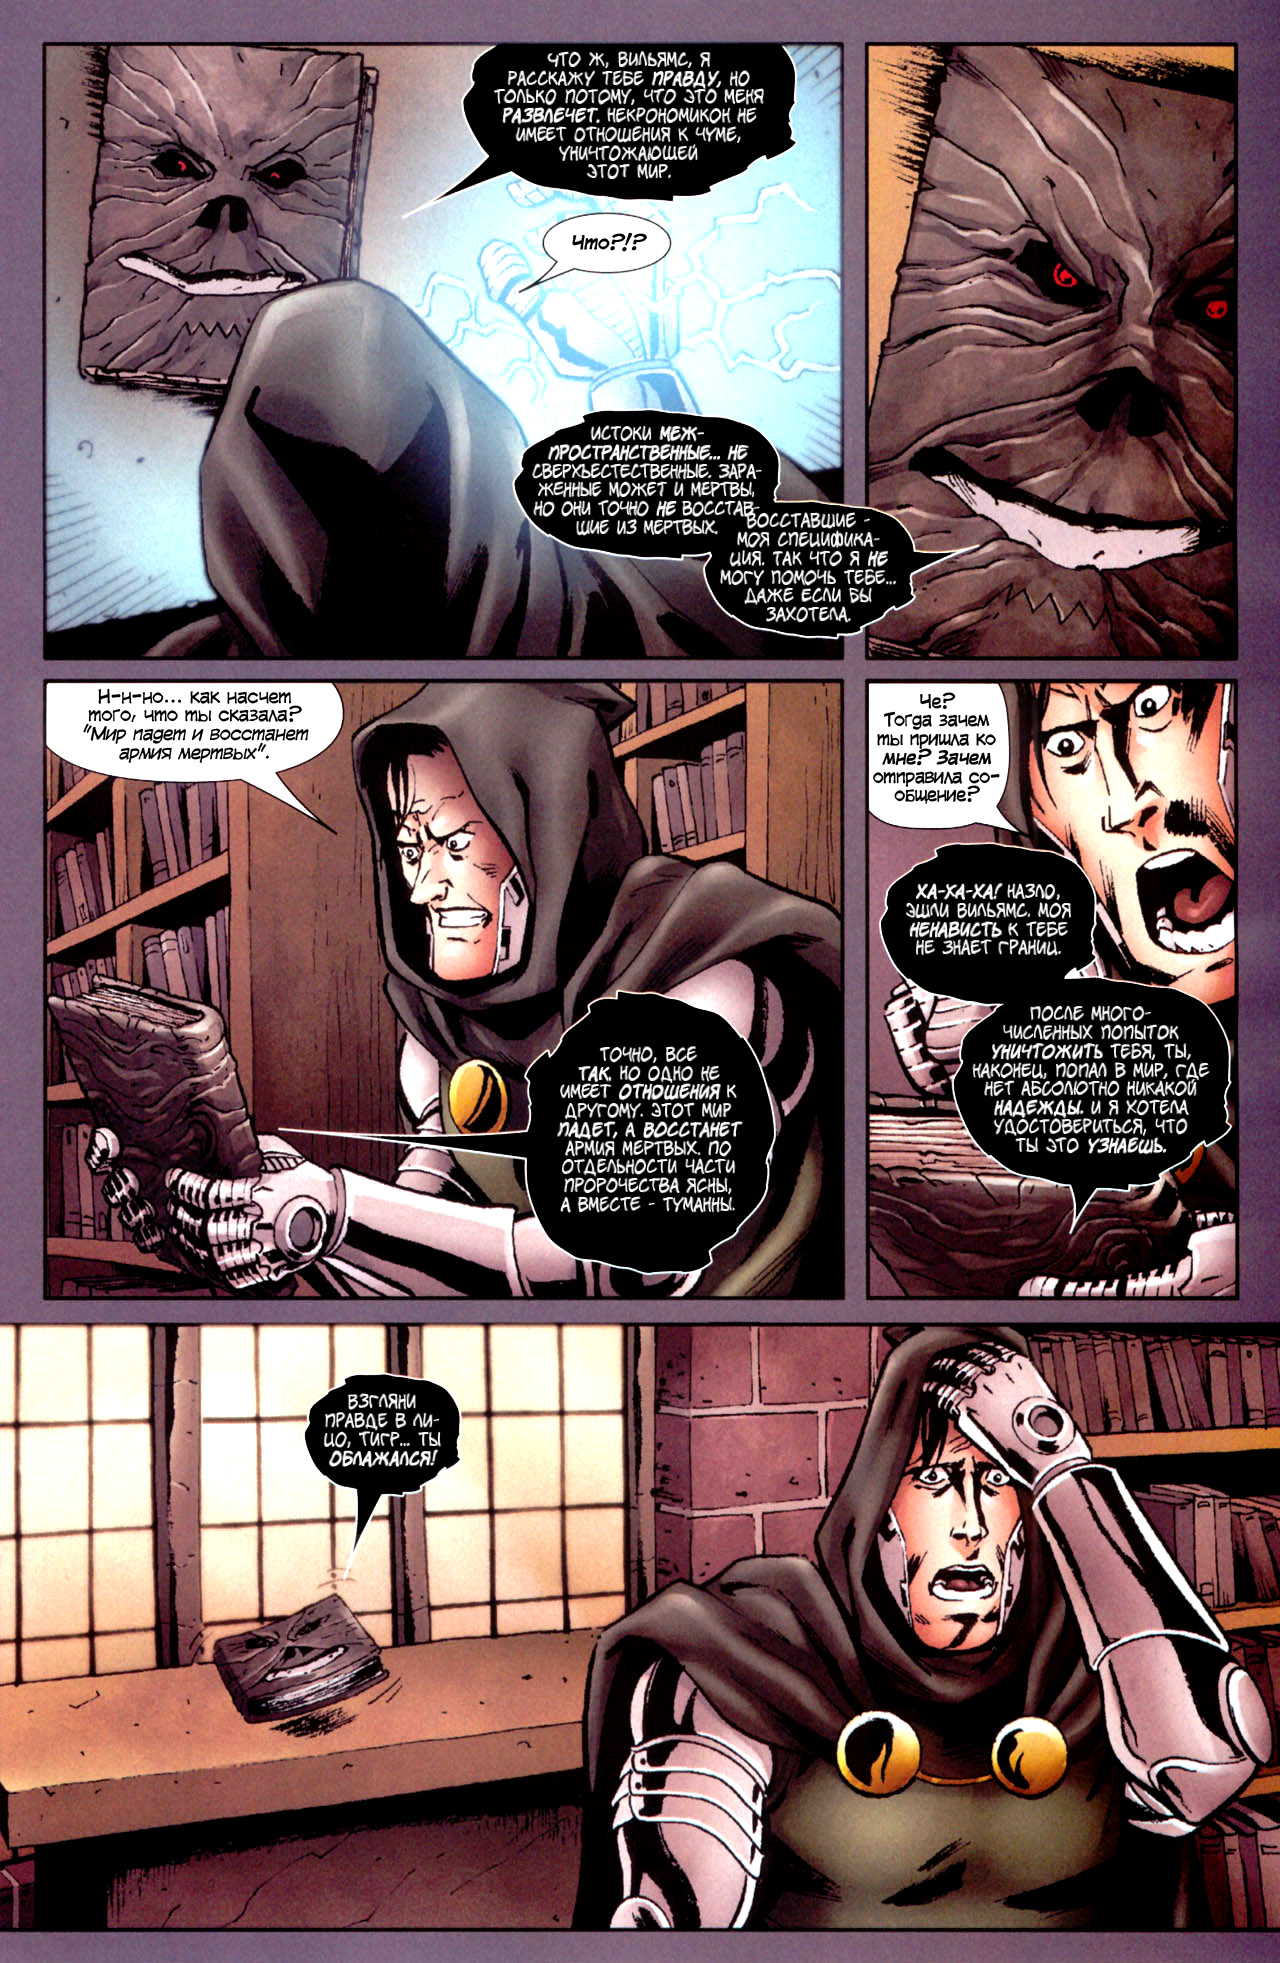 ЧТО Ж, ВИЛЬЯМС, Я
РАССКАЖУ ТЕБЕ ПРАВДУ, НО
ТОЛЬКО ПОТОМУ, ЧТО ЭТО МЕНЯ
РАЗВЛЕЧЕТ. НЕКРОНОМИКОН НЕ
ИМЕЕТ ОТНОШЕНИЯ К ЧУМЕ,
УНИЧТОЖАЮЩЕЙ
ЭТОТ МИР.
Что?!?
ИСТОКИ МЕЖ-
ПРОСТРАНСТВЕННЫЕ... НЕ
СВЕРХЪЕСТЕСТВЕННЫЕ. ЗАРА-
ЖЕННЫЕ МОЖЕТ И МЕРТВЫ,
НО ОНИ ТОЧНО НЕ ВОССТАВ-
ШИЕ ИЗ МЕРТВЫХ.
ВОССТАВШИЕ -
МОЯ СПЕЦИФИКА-
ЦИЯ. ТАК ЧТО Я НЕ
МОГУ ПОМОЧЬ ТЕБЕ...
ДАЖЕ ЕСЛИ БЫ
ЗАХОТЕЛА.
Н-н-но... как насчет
того, что ты сказала?
"Мир падет и восстанет
армия мертвых".
ТОЧНО, ВСЕ
ТАК. НО ОДНО НЕ
ИМЕЕТ ОТНОШЕНИЯ К
ДРУГОМУ. ЭТОТ МИР
ПАДЕТ, А ВОССТАНЕТ
АРМИЯ МЕРТВЫХ. ПО
ОТДЕЛЬНОСТИ ЧАСТИ
ПРОРОЧЕСТВА ЯСНЫ,
А ВМЕСТЕ - ТУМАННЫ.
Че?
Тогда зачем
ты пришла ко
мне? Зачем
отправила со-
общение?
ХА-ХА-ХА! НАЗЛО,
ЭШЛИ ВИЛЬЯМС. МОЯ
НЕНАВИСТЬ К ТЕБЕ
НЕ ЗНАЕТ ГРАНИЦ.
ПОСЛЕ МНОГО-
ЧИСЛЕННЫХ ПОПЫТОК
УНИЧТОЖИТЬ ТЕБЯ, ТЫ,
НАКОНЕЦ, ПОПАЛ В МИР, ГДЕ
НЕТ АБСОЛЮТНО НИКАКОЙ
НАДЕЖДЫ. И Я ХОТЕЛА
УДОСТОВЕРИТЬСЯ, ЧТО
ТЫ ЭТО УЗНАЕШЬ.
ВЗГЛЯНИ
ПРАВДЕ В ЛИ-
ЦО, ТИГР... ТЫ
ОБЛАЖАЛСЯ!